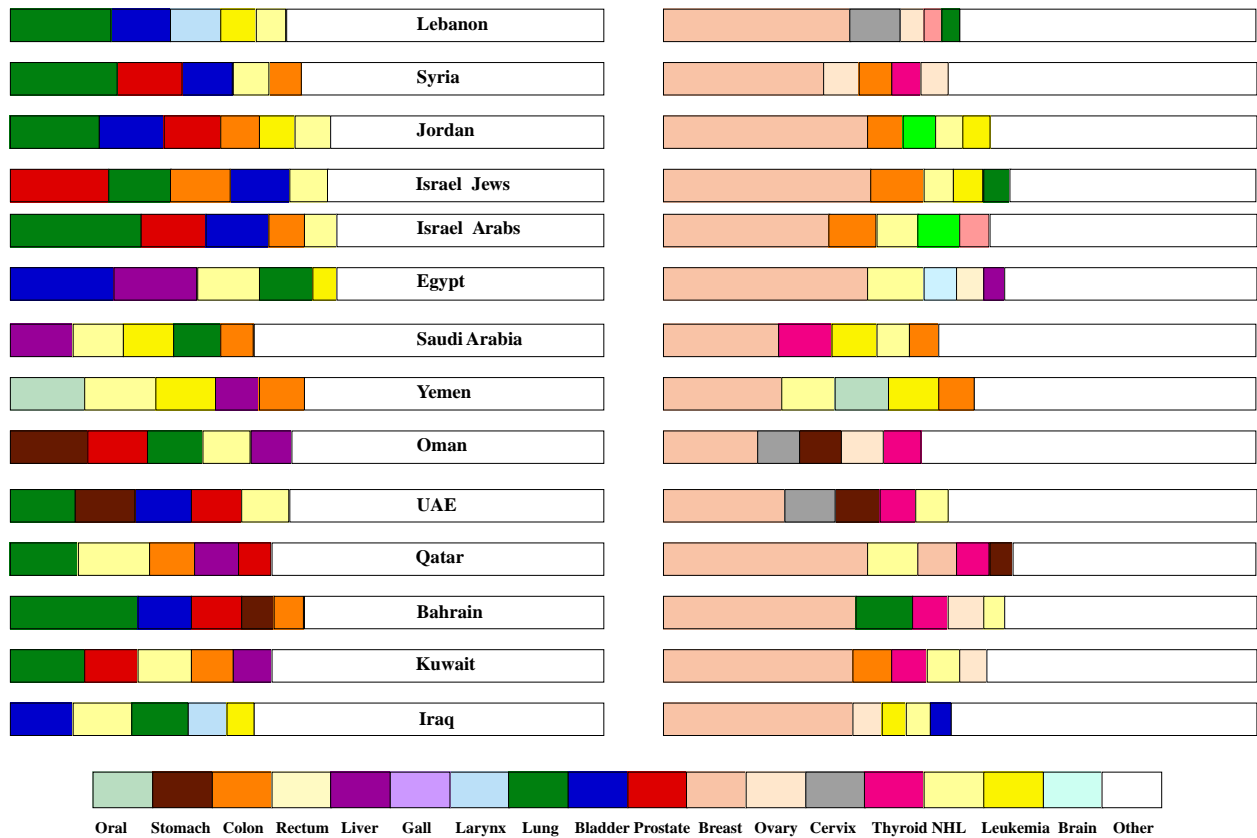 Lebanon
Syria
Jordan
Israel Jews
Israel Arabs
Egypt
Saudi Arabia
Yemen
Oman
UAE
Qatar
Bahrain
Kuwait
Iraq
Oral Stomach Colon Rectum Liver Gall Larynx Lung Bladder Prostate Breast Ovary Cervix Thyroid NHL Leukemia Brain Other